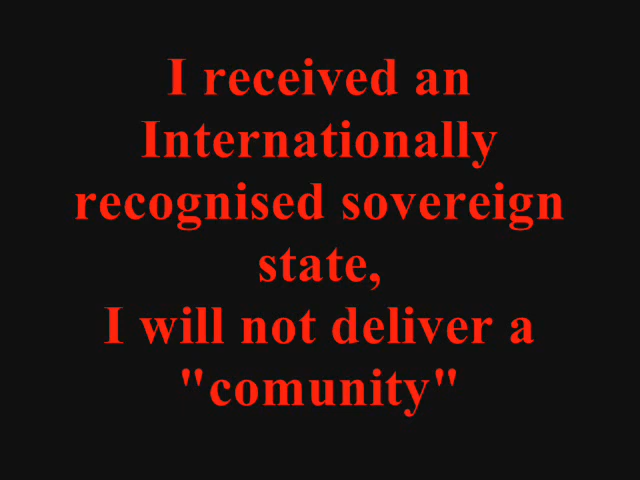 I received an
Internationally
recognised sovereign
state,
I will not deliver a
"comunity"